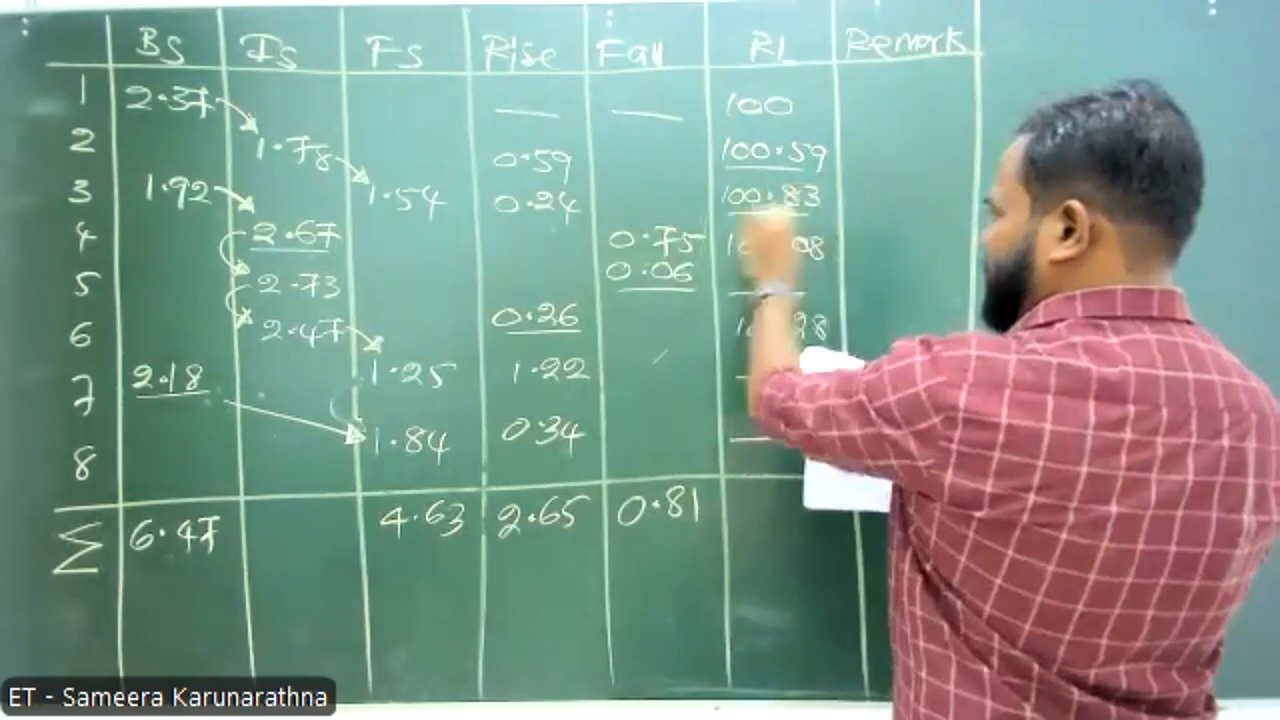 BS IS FS Rise Fall RL Remark
1 2.37 — — 100
2 1.78 0.59 100.59
3 1.92 1.54 0.24 100.83
4 2.67 0.75
5 2.73 0.06
6 2.47 0.26
7 2.18 1.25 1.22
8 1.84 0.34
Σ 6.47 4.63 2.65 0.81
ET - Sameera Karunarathna